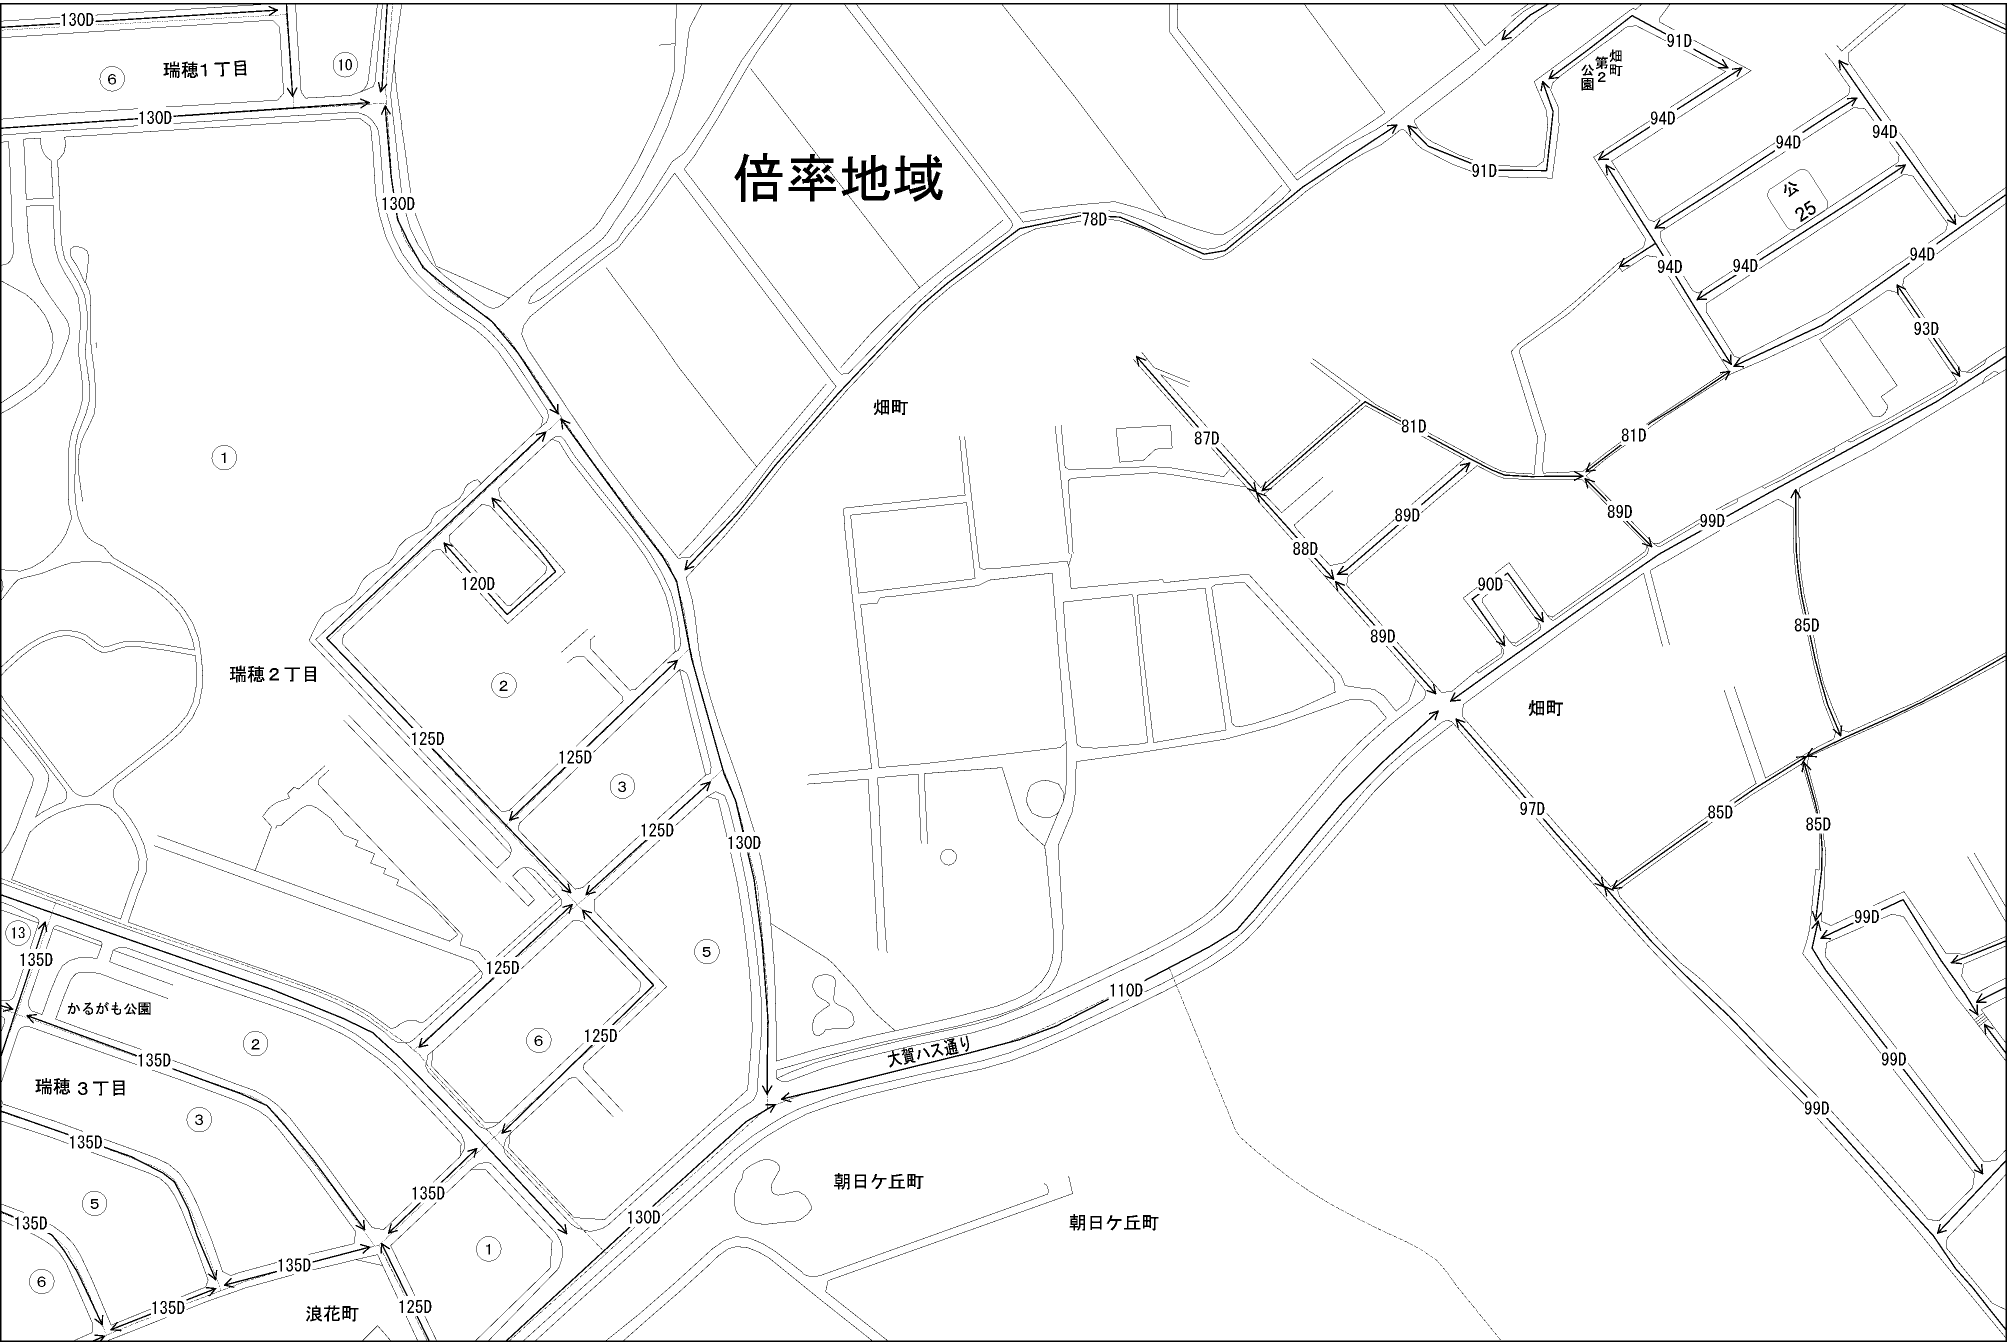 130D
91D
⑥
瑞穂1丁目
⑩
畑町
第2
公園
130D
94D
94D
94D
91D
倍率地域
公
25
130D
78D
94D
94D
94D
93D
畑町
87D
81D
81D
①
89D
89D
99D
88D
120D
90D
85D
89D
瑞穂2丁目
②
畑町
125D
125D
③
97D
85D
85D
125D
130D
99D
⑬
135D
125D
⑤
110D
かるがも公園
125D
②
⑥
大賀ハス通り
135D
99D
瑞穂3丁目
③
99D
135D
朝日ケ丘町
135D
⑤
130D
朝日ケ丘町
135D
①
135D
⑥
135D
125D
浪花町